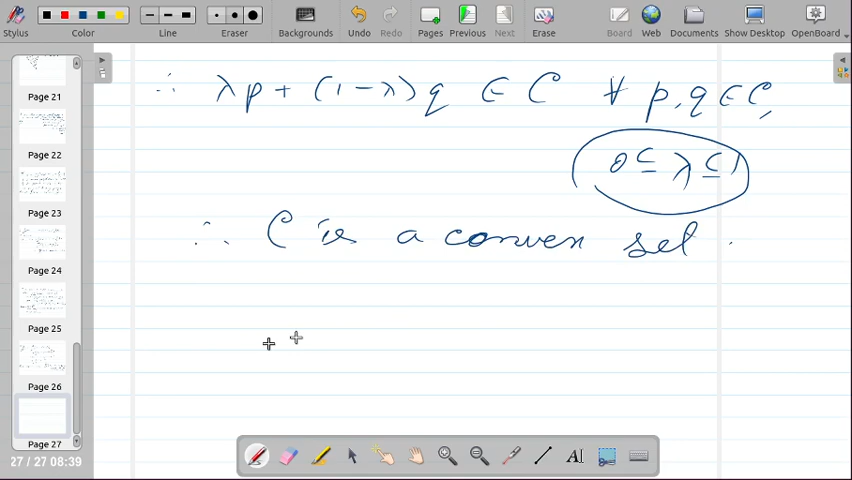 Stylus Color Line Eraser Backgrounds Undo Redo Pages Previous Next Erase Board Web Documents Show Desktop OpenBoard
Page 21
Page 22
Page 23
Page 24
Page 25
Page 26
Page 27
27 / 27 08:39
∴ λp + (1-λ)q ∈ C ∀ p, q ∈ C,
0 ≤ λ ≤ 1
∴ C is a convex set.